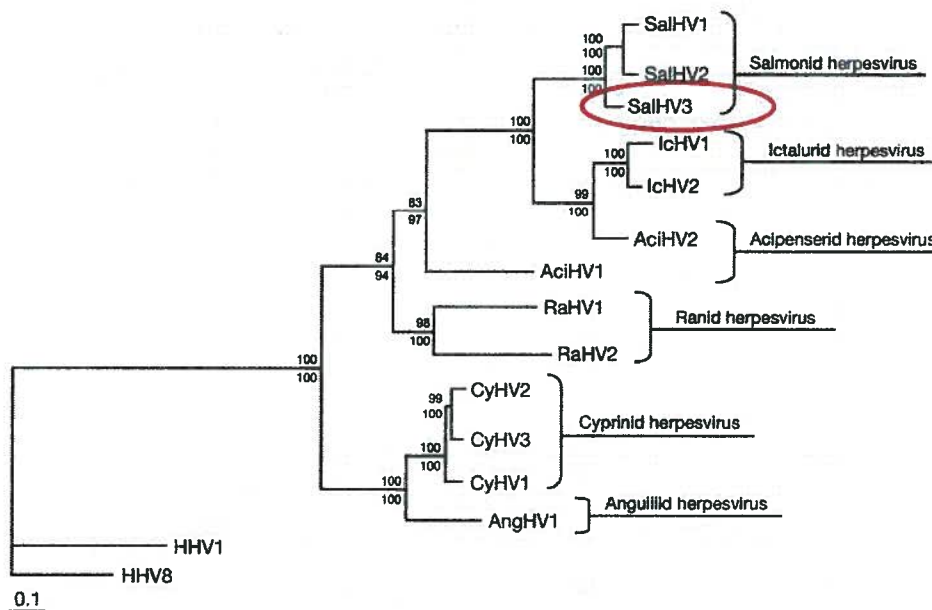 SalHV1
100
100
Salmonid herpesvirus
100
100
SalHV2
SalHV3
100
100
IcHV1
100
100
Ictalurid herpesvirus
IcHV2
99
100
83
97
AciHV2
Acipenserid herpesvirus
84
94
AciHV1
RaHV1
98
100
Ranid herpesvirus
RaHV2
100
100
CyHV2
99
100
Cyprinid herpesvirus
CyHV3
100
100
CyHV1
100
100
Anguillid herpesvirus
AngHV1
HHV1
HHV8
0.1